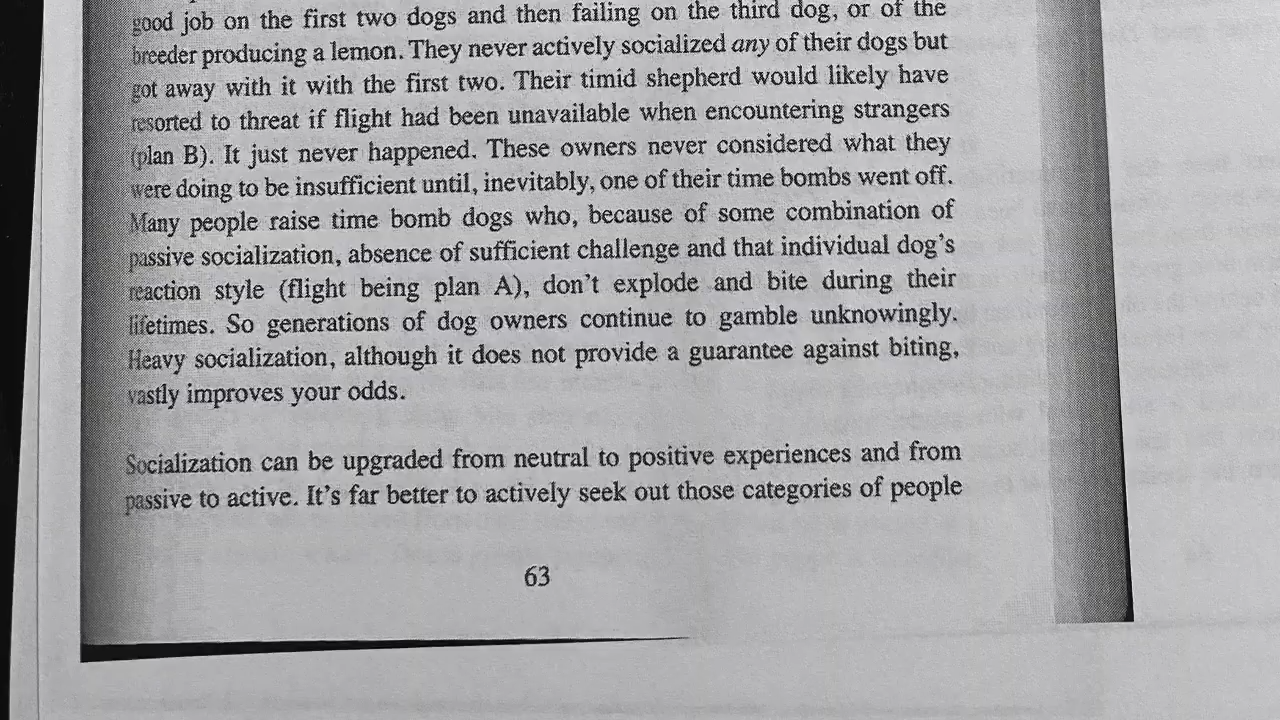 good job on the first two dogs and then failing on the third dog, or of the
breeder producing a lemon. They never actively socialized any of their dogs but
got away with it with the first two. Their timid shepherd would likely have
resorted to threat if flight had been unavailable when encountering strangers
(plan B). It just never happened. These owners never considered what they
were doing to be insufficient until, inevitably, one of their time bombs went off.
Many people raise time bomb dogs who, because of some combination of
passive socialization, absence of sufficient challenge and that individual dog's
reaction style (flight being plan A), don't explode and bite during their
lifetimes. So generations of dog owners continue to gamble unknowingly.
Heavy socialization, although it does not provide a guarantee against biting,
vastly improves your odds.
Socialization can be upgraded from neutral to positive experiences and from
passive to active. It's far better to actively seek out those categories of people
63